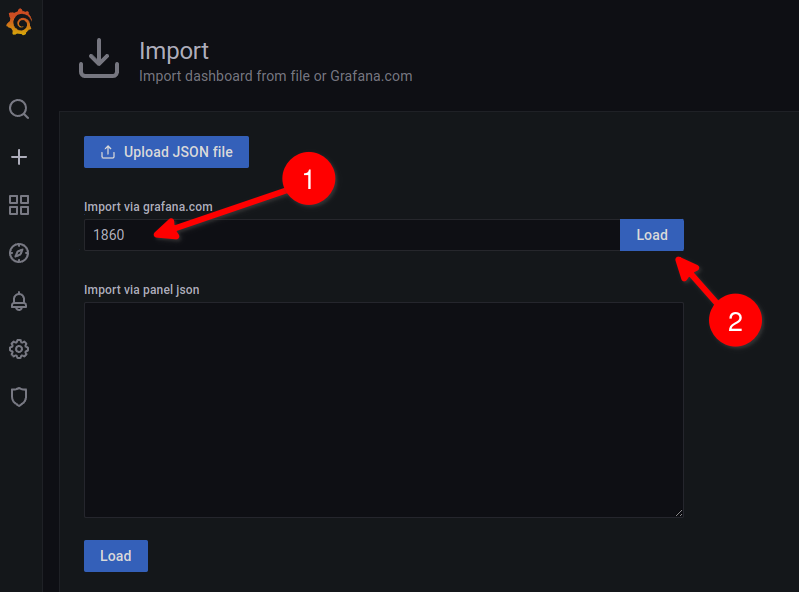 Import
Import dashboard from file or Grafana.com
Upload JSON file
1
Import via grafana.com
1860
Load
Import via panel json
2
Load